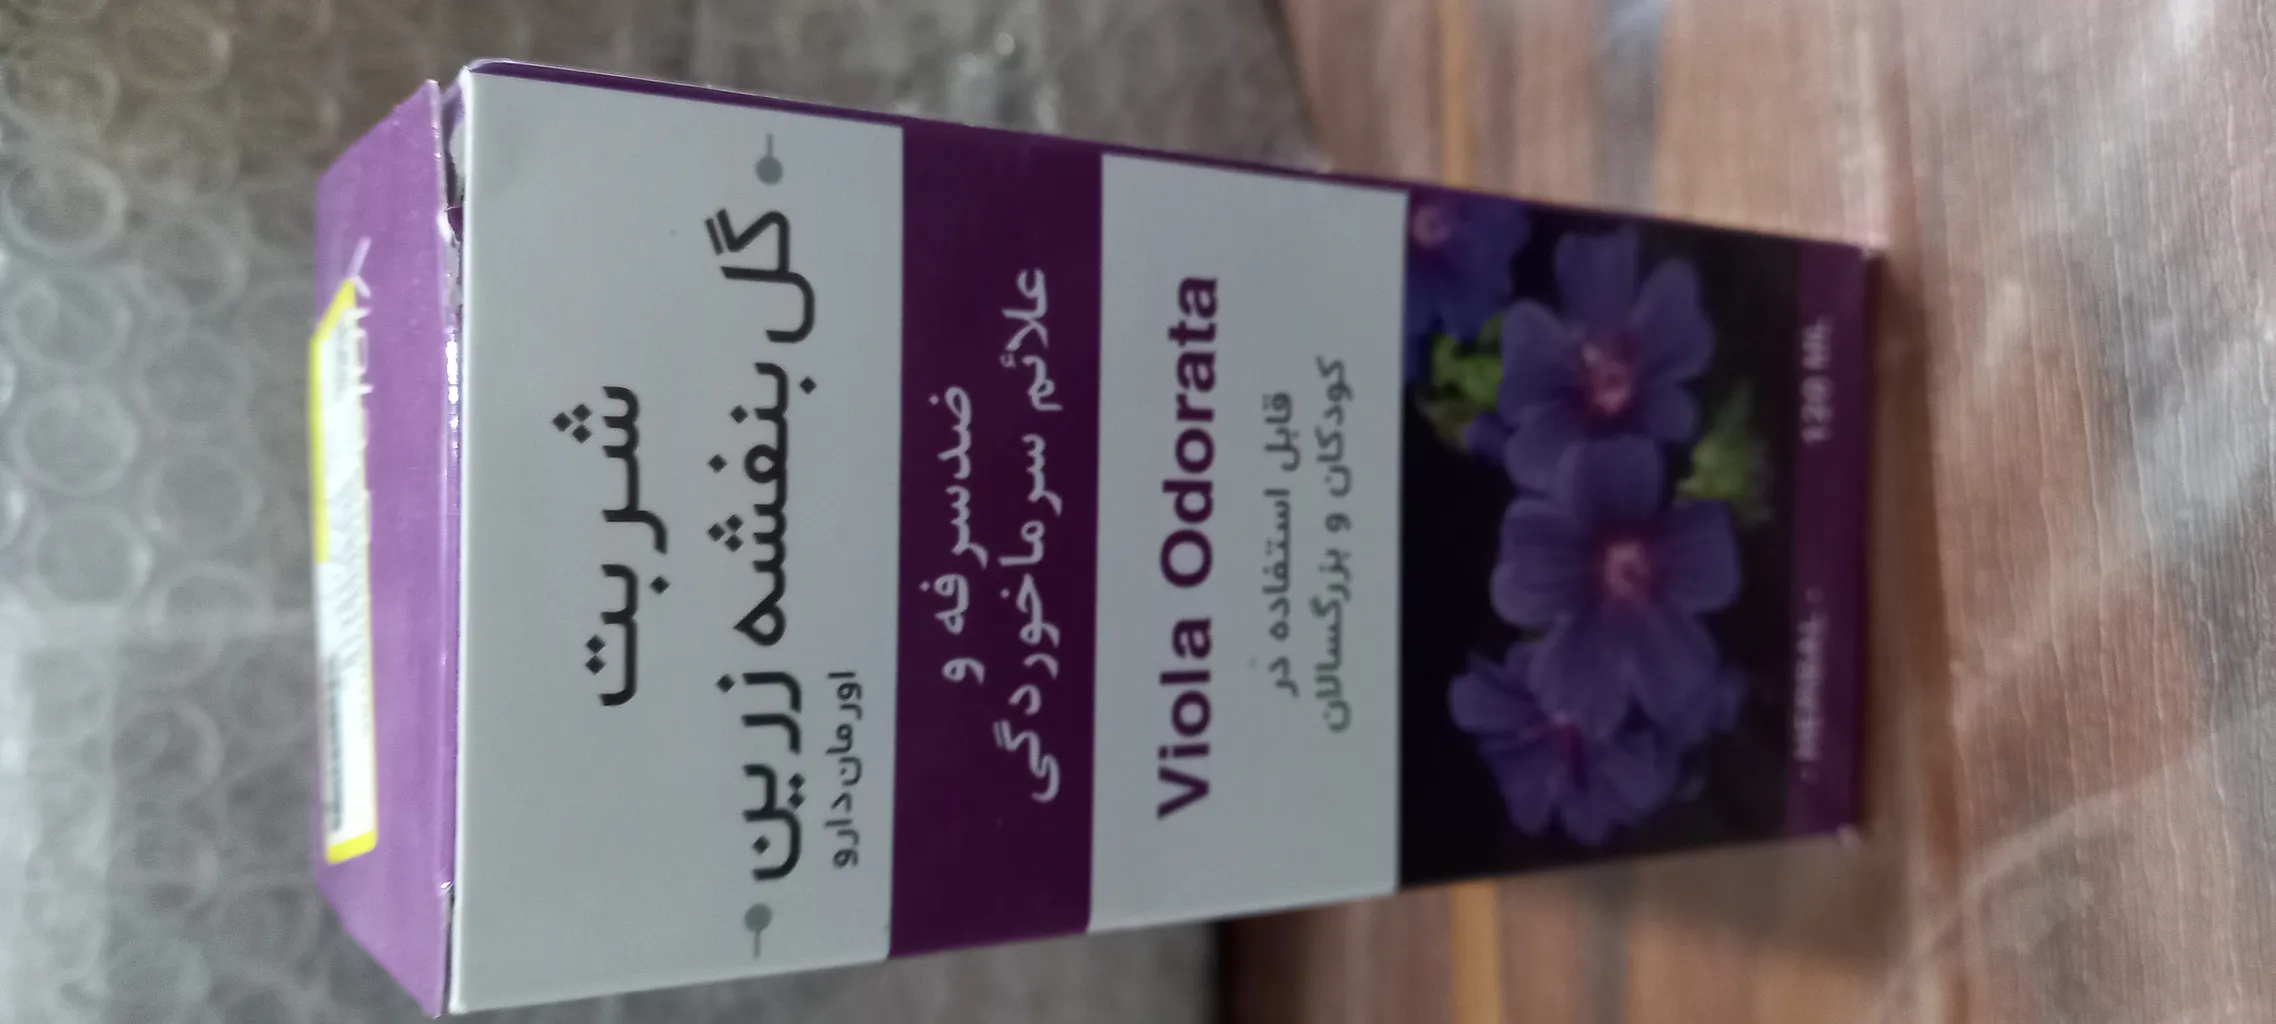 شربت
گل بنفشه زرین
اورمان‌دارو
ضدسرفه و
علائم سرماخوردگی
Viola Odorata
قابل استفاده در
کودکان و بزرگسالان
• HERBAL •
120 ML